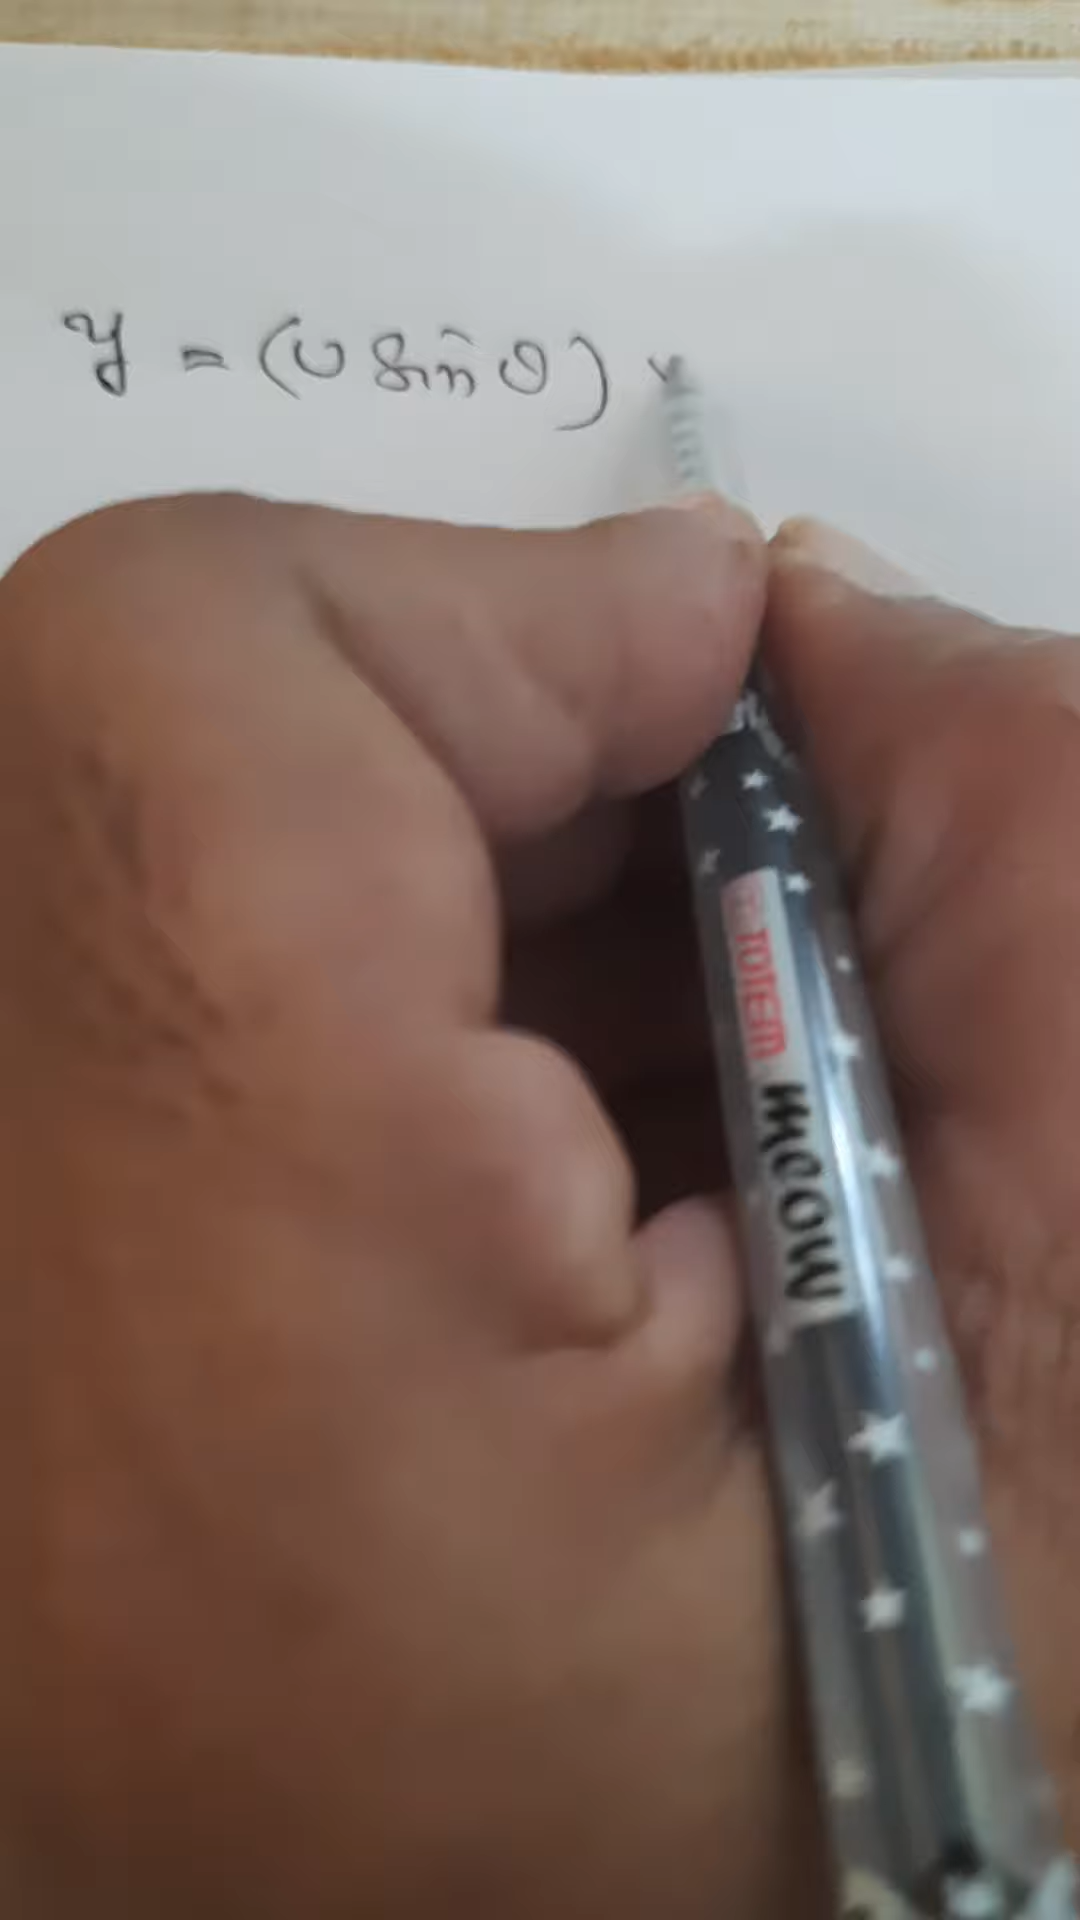 y = (u sin θ) x
TOTEM
meow